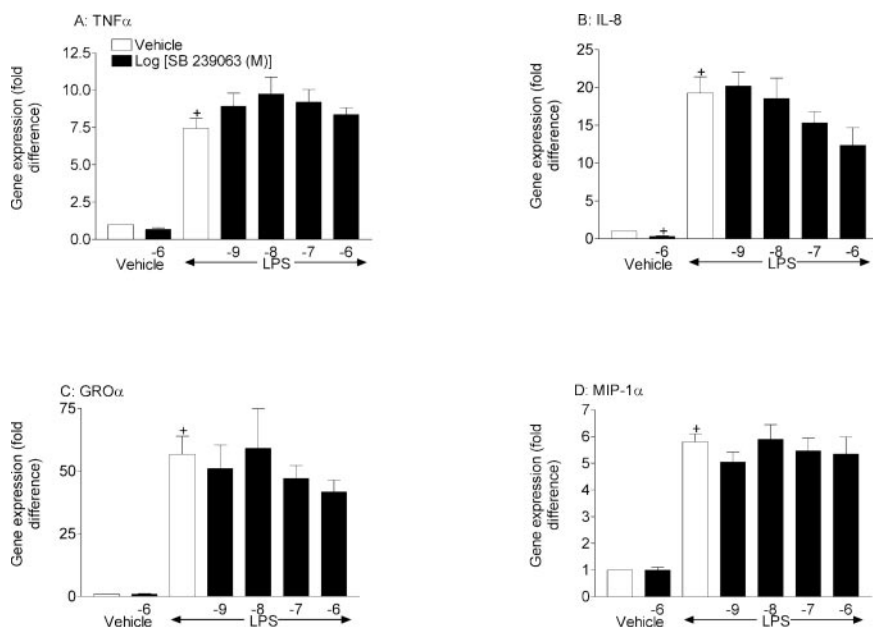 A: TNFα
Vehicle
Log [SB 239063 (M)]
Gene expression (fold
difference)
12.5
10.0
7.5
5.0
2.5
0.0
+
-6 -9 -8 -7 -6
Vehicle LPS
B: IL-8
Gene expression (fold
difference)
25
20
15
10
5
0
+
+
-6 -9 -8 -7 -6
Vehicle LPS
C: GROα
Gene expression (fold
difference)
75
50
25
0
+
-6 -9 -8 -7 -6
Vehicle LPS
D: MIP-1α
Gene expression (fold
difference)
7
6
5
4
3
2
1
0
+
-6 -9 -8 -7 -6
Vehicle LPS